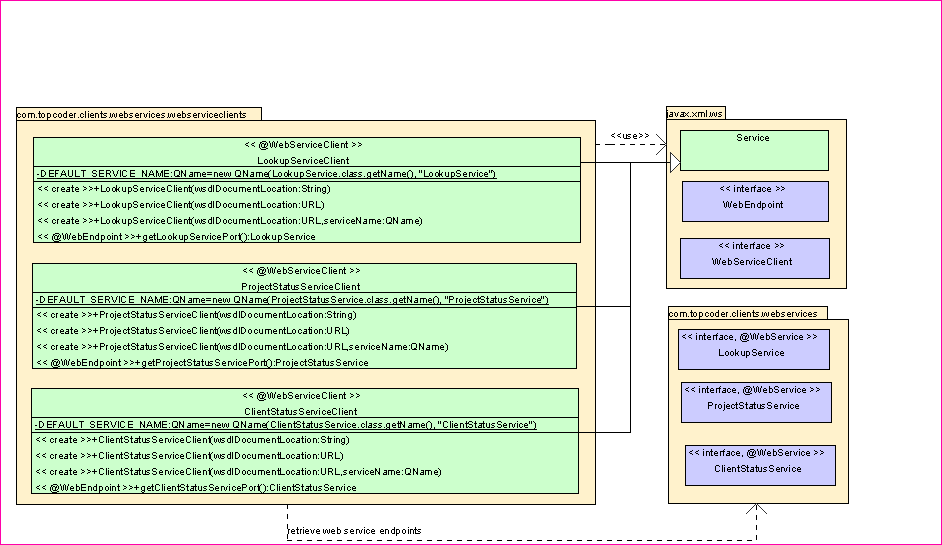 com.topcoder.clients.webservices.webserviceclients
<< @WebServiceClient >>
LookupServiceClient
-DEFAULT_SERVICE_NAME:QName=new QName(LookupService.class.getName(), "LookupService")
<< create >>+LookupServiceClient(wsdlDocumentLocation:String)
<< create >>+LookupServiceClient(wsdlDocumentLocation:URL)
<< create >>+LookupServiceClient(wsdlDocumentLocation:URL,serviceName:QName)
<< @WebEndpoint >>+getLookupServicePort():LookupService
<< @WebServiceClient >>
ProjectStatusServiceClient
-DEFAULT_SERVICE_NAME:QName=new QName(ProjectStatusService.class.getName(), "ProjectStatusService")
<< create >>+ProjectStatusServiceClient(wsdlDocumentLocation:String)
<< create >>+ProjectStatusServiceClient(wsdlDocumentLocation:URL)
<< create >>+ProjectStatusServiceClient(wsdlDocumentLocation:URL,serviceName:QName)
<< @WebEndpoint >>+getProjectStatusServicePort():ProjectStatusService
<< @WebServiceClient >>
ClientStatusServiceClient
-DEFAULT_SERVICE_NAME:QName=new QName(ClientStatusService.class.getName(), "ClientStatusService")
<< create >>+ClientStatusServiceClient(wsdlDocumentLocation:String)
<< create >>+ClientStatusServiceClient(wsdlDocumentLocation:URL)
<< create >>+ClientStatusServiceClient(wsdlDocumentLocation:URL,serviceName:QName)
<< @WebEndpoint >>+getClientStatusServicePort():ClientStatusService
<<use>>
javax.xml.ws
Service
<< interface >>
WebEndpoint
<< interface >>
WebServiceClient
com.topcoder.clients.webservices
<< interface, @WebService >>
LookupService
<< interface, @WebService >>
ProjectStatusService
<< interface, @WebService >>
ClientStatusService
retrieve web service endpoints